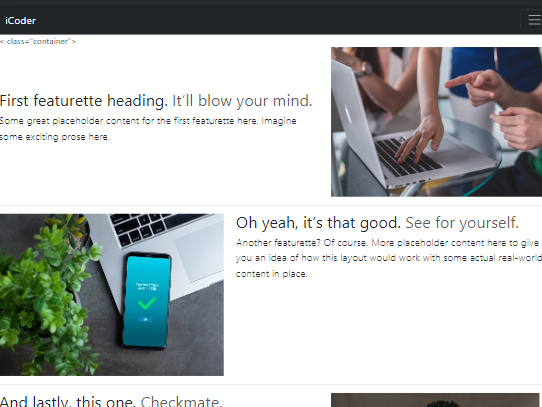 iCoder
< class="container">
First featurette heading. It'll blow your mind.
Some great placeholder content for the first featurette here. Imagine
some exciting prose here.
Oh yeah, it's that good. See for yourself.
Another featurette? Of course. More placeholder content here to give
you an idea of how this layout would work with some actual real-world
content in place.
And lastly, this one. Checkmate.